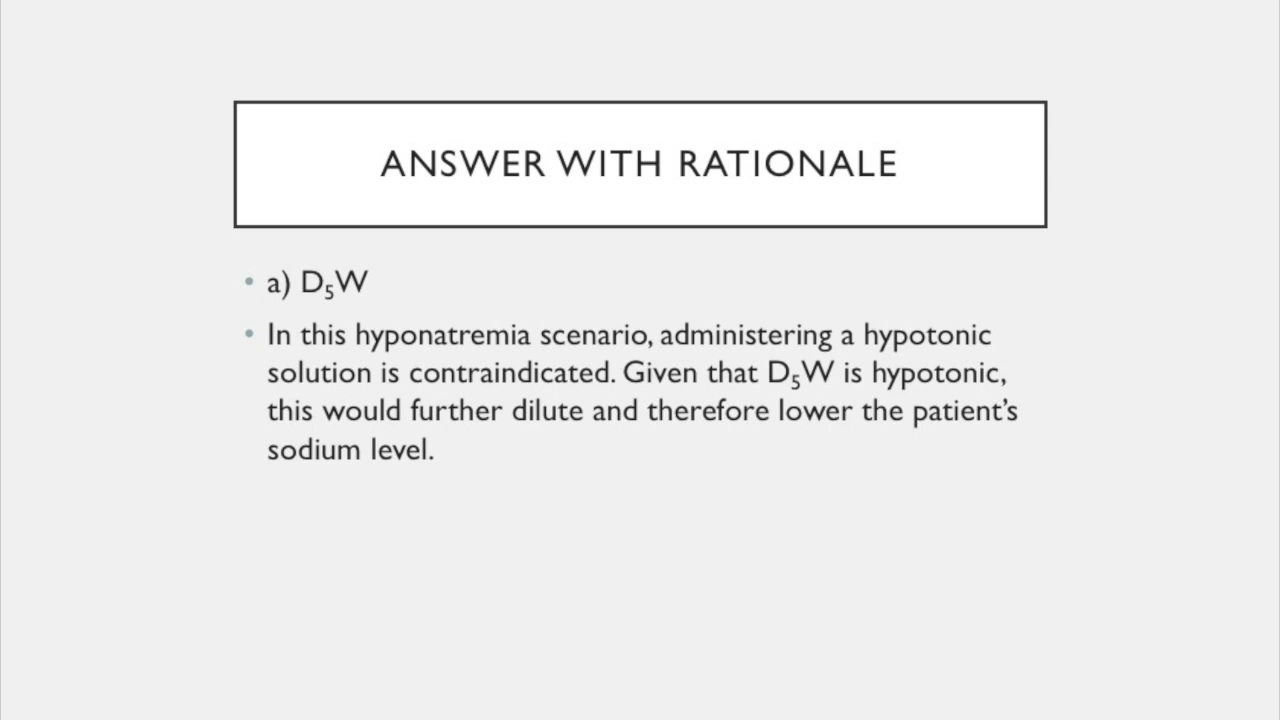 ANSWER WITH RATIONALE
• a) D₅W
• In this hyponatremia scenario, administering a hypotonic
solution is contraindicated. Given that D₅W is hypotonic,
this would further dilute and therefore lower the patient’s
sodium level.